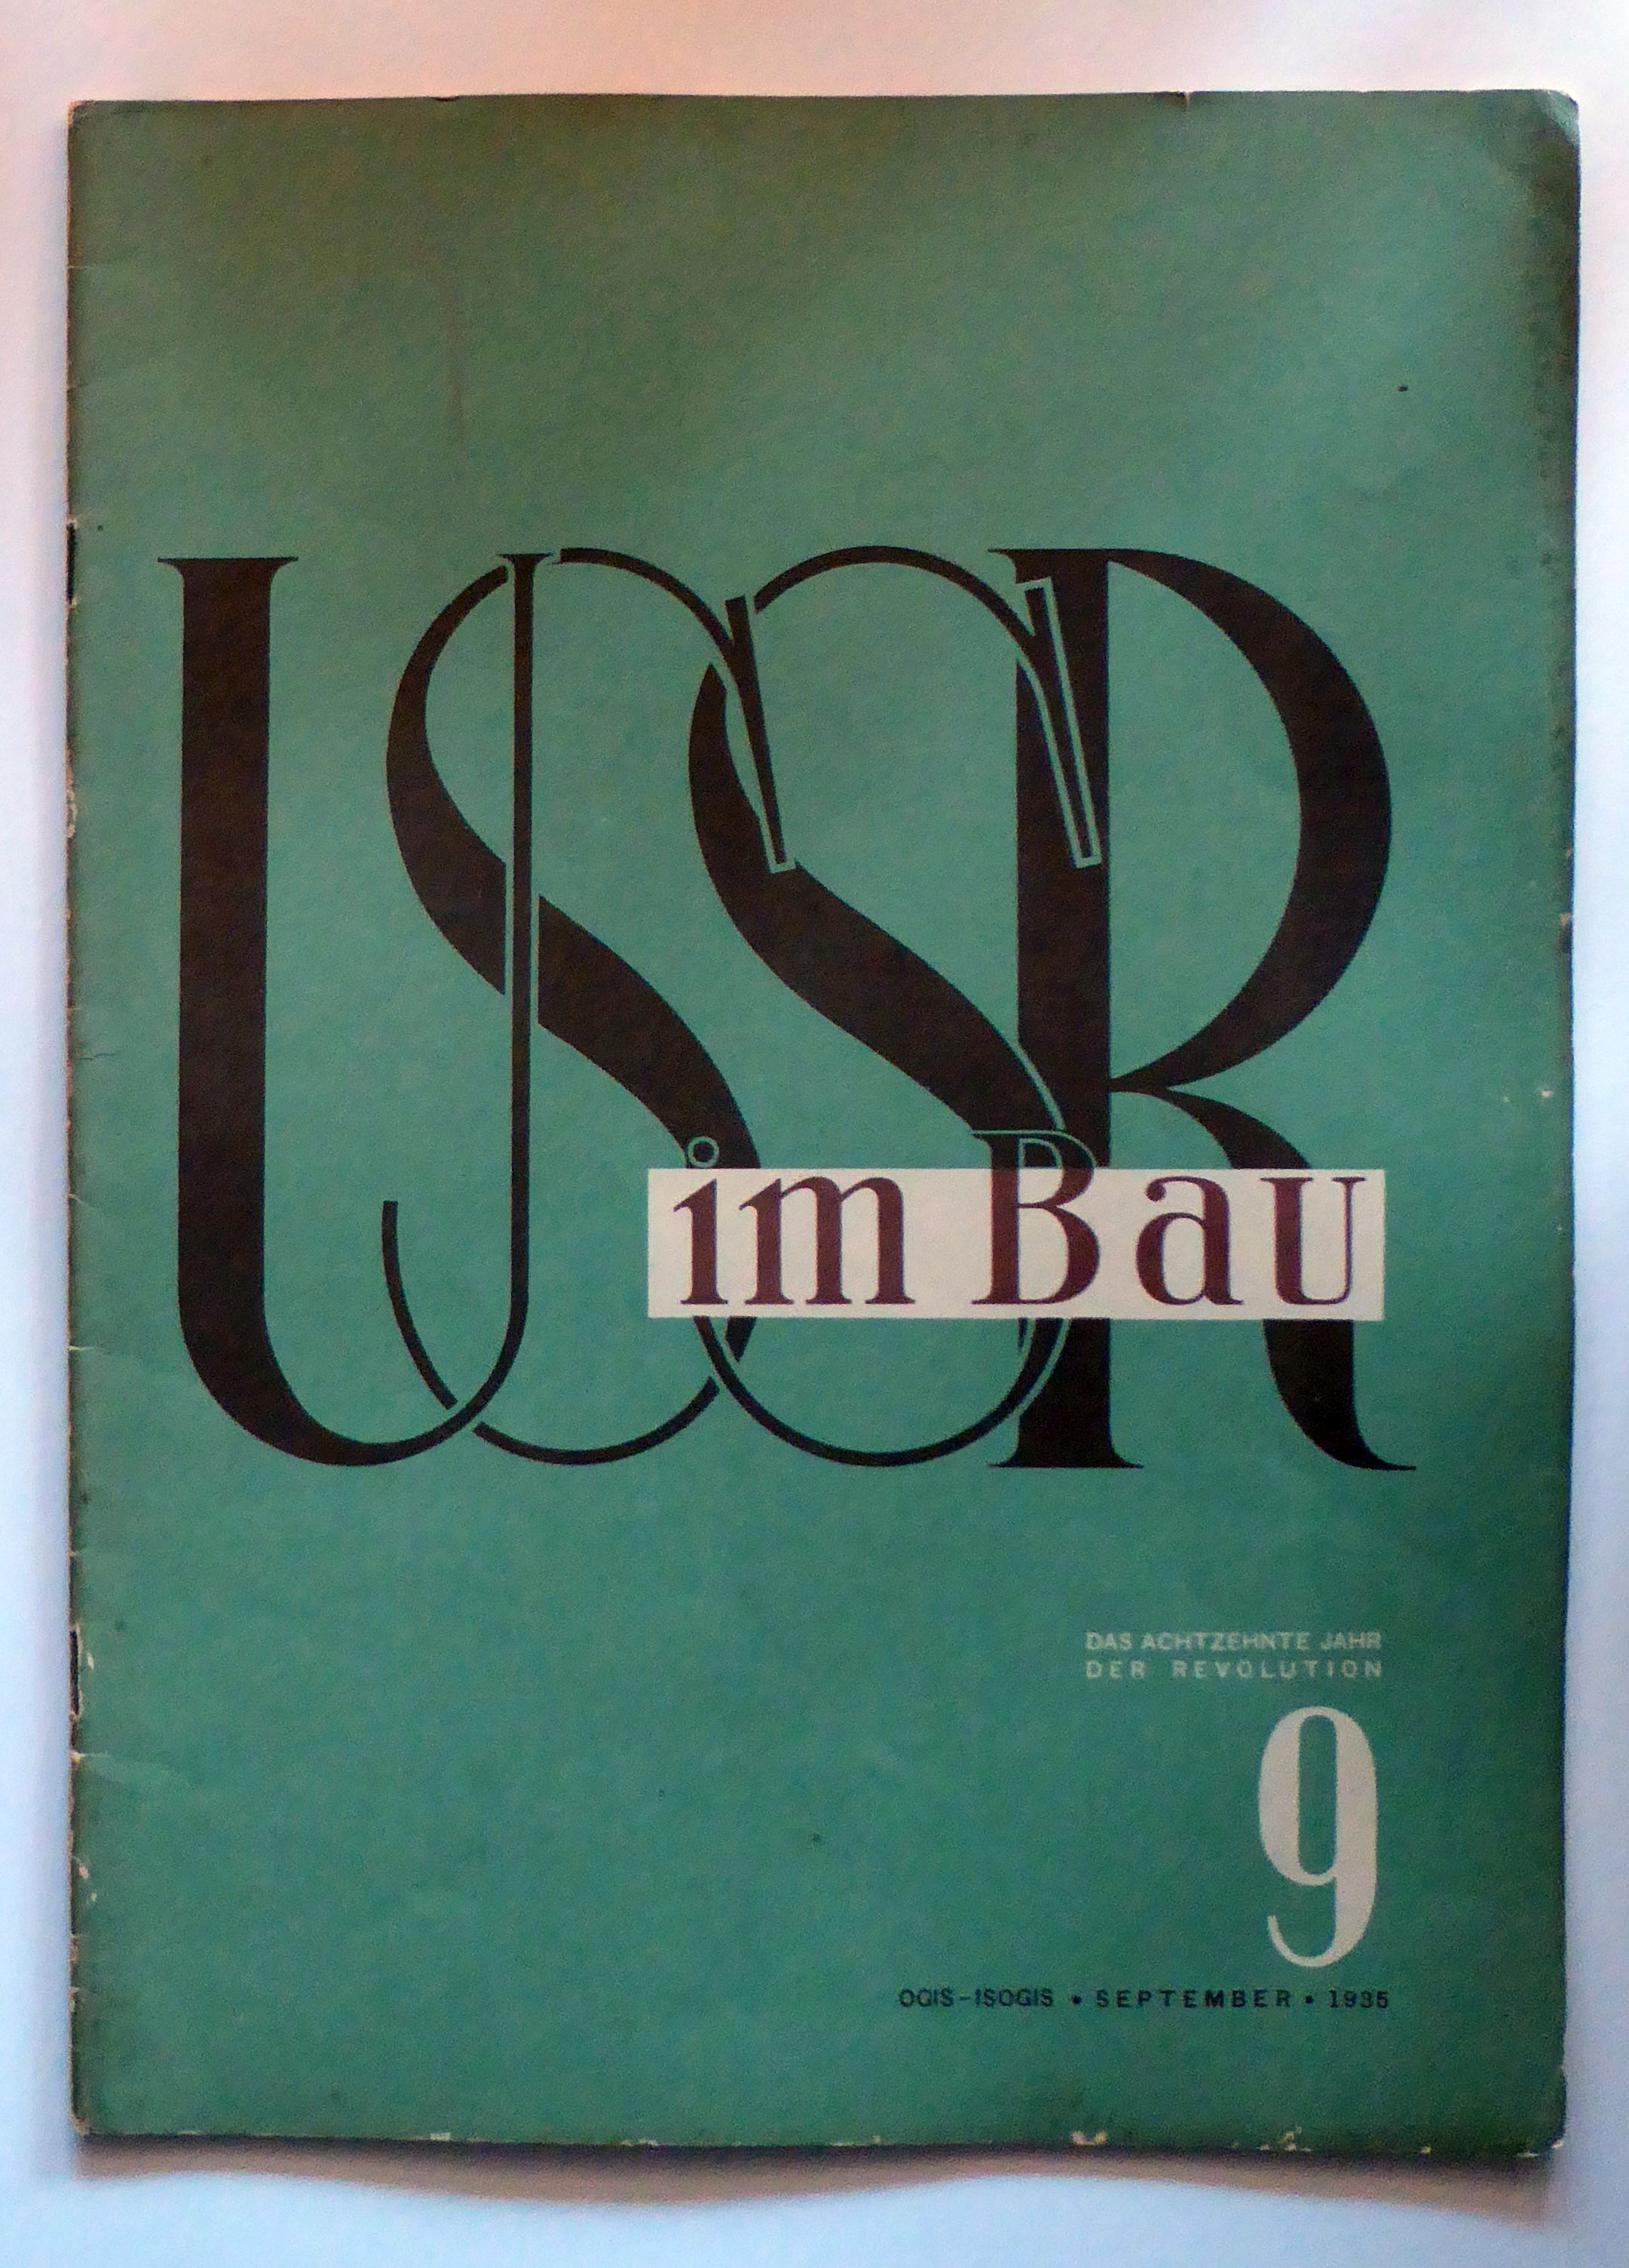 USSR
im Bau
DAS ACHTZEHNTE JAHR
DER REVOLUTION
9
OGIS-ISOGIS • SEPTEMBER • 1935